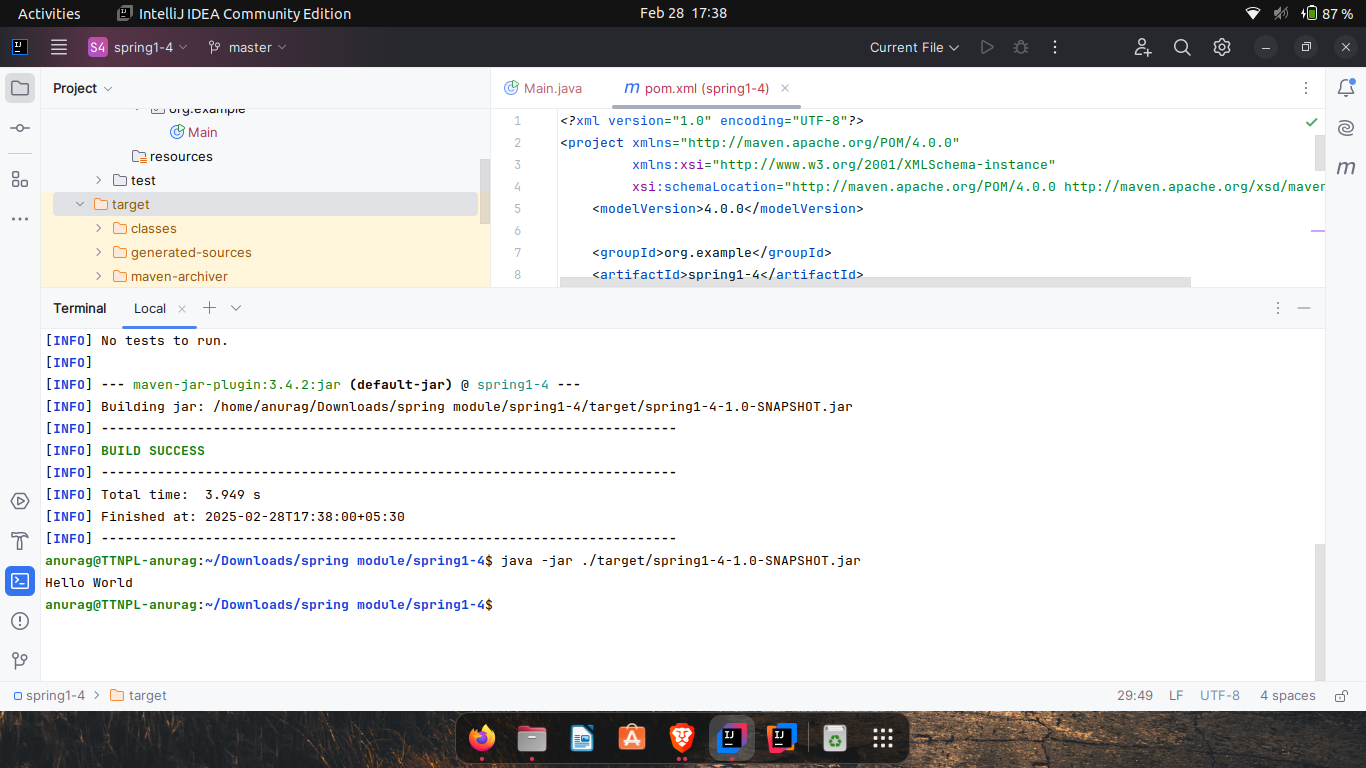 Activities
IntelliJ IDEA Community Edition
Feb 28 17:38
87 %
S4 spring1-4
master
Current File
Project
org.example
Main
resources
test
target
classes
generated-sources
maven-archiver
Main.java
m pom.xml (spring1-4)
1 <?xml version="1.0" encoding="UTF-8"?>
2 <project xmlns="http://maven.apache.org/POM/4.0.0"
3 xmlns:xsi="http://www.w3.org/2001/XMLSchema-instance"
4 xsi:schemaLocation="http://maven.apache.org/POM/4.0.0 http://maven.apache.org/xsd/maven
5 <modelVersion>4.0.0</modelVersion>
6
7 <groupId>org.example</groupId>
8 <artifactId>spring1-4</artifactId>
m
Terminal
Local
[INFO] No tests to run.
[INFO]
[INFO] --- maven-jar-plugin:3.4.2:jar (default-jar) @ spring1-4 ---
[INFO] Building jar: /home/anurag/Downloads/spring module/spring1-4/target/spring1-4-1.0-SNAPSHOT.jar
[INFO] ------------------------------------------------------------------------
[INFO] BUILD SUCCESS
[INFO] ------------------------------------------------------------------------
[INFO] Total time:  3.949 s
[INFO] Finished at: 2025-02-28T17:38:00+05:30
[INFO] ------------------------------------------------------------------------
anurag@TTNPL-anurag:~/Downloads/spring module/spring1-4$ java -jar ./target/spring1-4-1.0-SNAPSHOT.jar
Hello World
anurag@TTNPL-anurag:~/Downloads/spring module/spring1-4$
spring1-4
target
29:49
LF
UTF-8
4 spaces
IJ
IJ